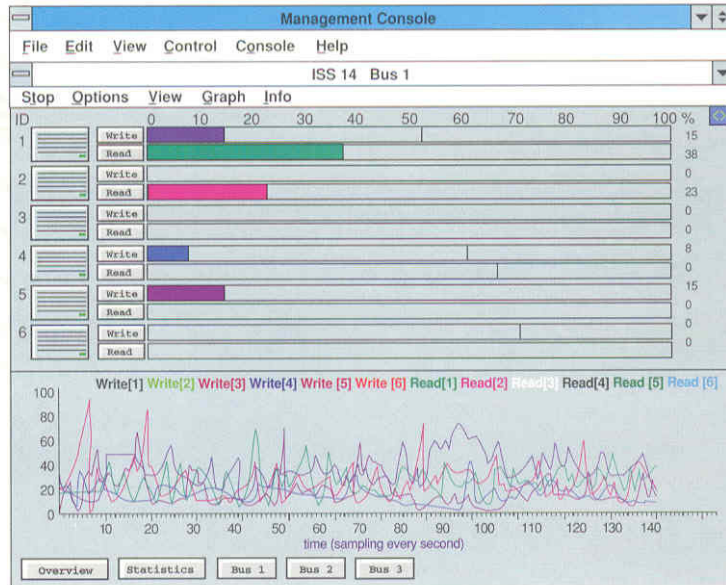 Management Console
File Edit View Control Console Help
ISS 14 Bus 1
Stop Options View Graph Info
ID 0 10 20 30 40 50 60 70 80 90 100 %
1 Write 15
Read 38
2 Write 0
Read 23
3 Write 0
Read 0
4 Write 8
Read 0
5 Write 15
Read 0
6 Write 0
Read 0
Write[1] Write[2] Write[3] Write[4] Write [5] Write [6] Read[1] Read[2] Read[3] Read[4] Read [5] Read [6]
100
80
60
40
20
0
10 20 30 40 50 60 70 80 90 100 110 120 130 140
time (sampling every second)
Overview Statistics Bus 1 Bus 2 Bus 3